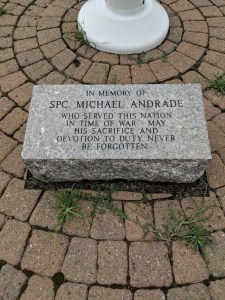 IN MEMORY OF
SPC. MICHAEL ANDRADE
WHO SERVED THIS NATION
IN TIME OF WAR MAY
HIS SACRIFICE AND
DEVOTION TO DUTY NEVER
BE FORGOTTEN